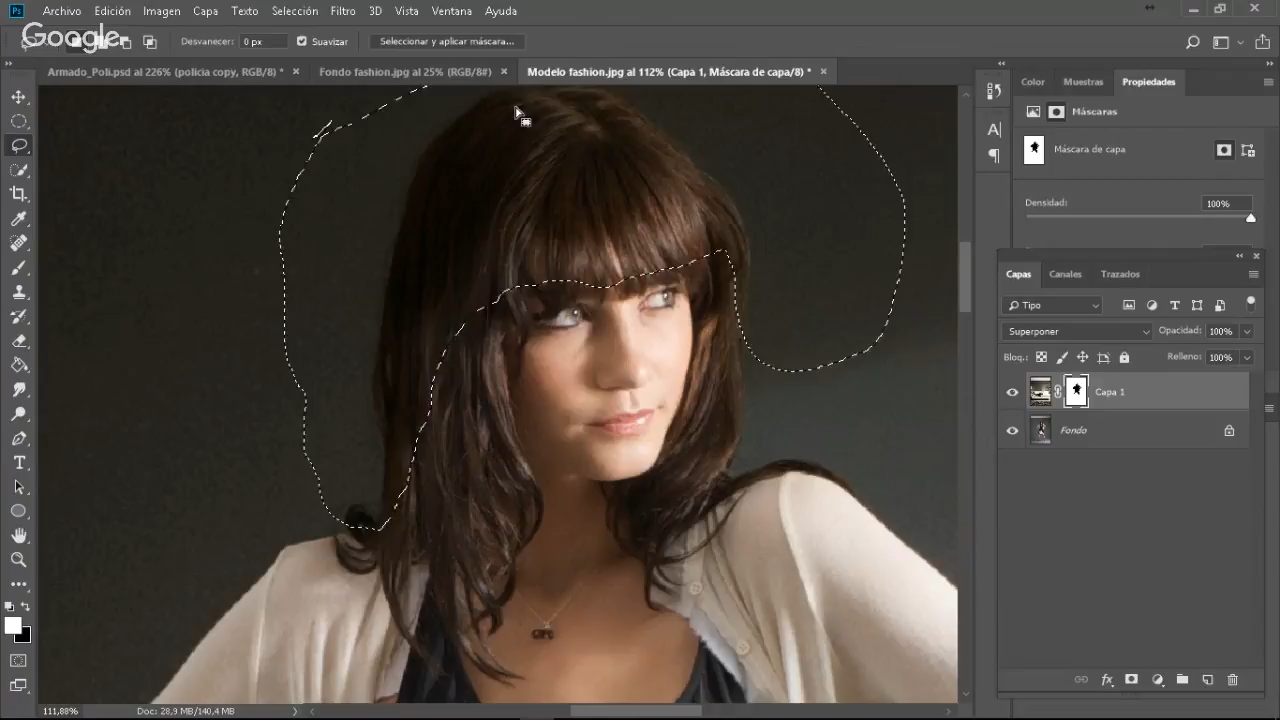 Ps Archivo Edición Imagen Capa Texto Selección Filtro 3D Vista Ventana Ayuda
Google
Desvanecer: 0 px Suavizar Seleccionar y aplicar máscara...
Armado_Poli.psd al 226% (policia copy, RGB/8) * ×
Fondo fashion.jpg al 25% (RGB/8#) ×
Modelo fashion.jpg al 112% (Capa 1, Máscara de capa/8) * ×
Color Muestras Propiedades
Máscaras
Máscara de capa
Densidad: 100%
Capas Canales Trazados
Tipo
Superponer Opacidad: 100%
Bloq.: Relleno: 100%
Capa 1
Fondo
111,88% Doc: 28,9 MB/140,4 MB